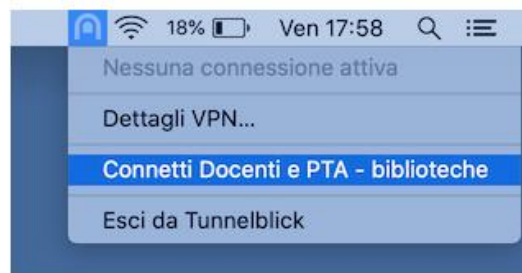 18% Ven 17:58
Nessuna connessione attiva
Dettagli VPN...
Connetti Docenti e PTA - biblioteche
Esci da Tunnelblick